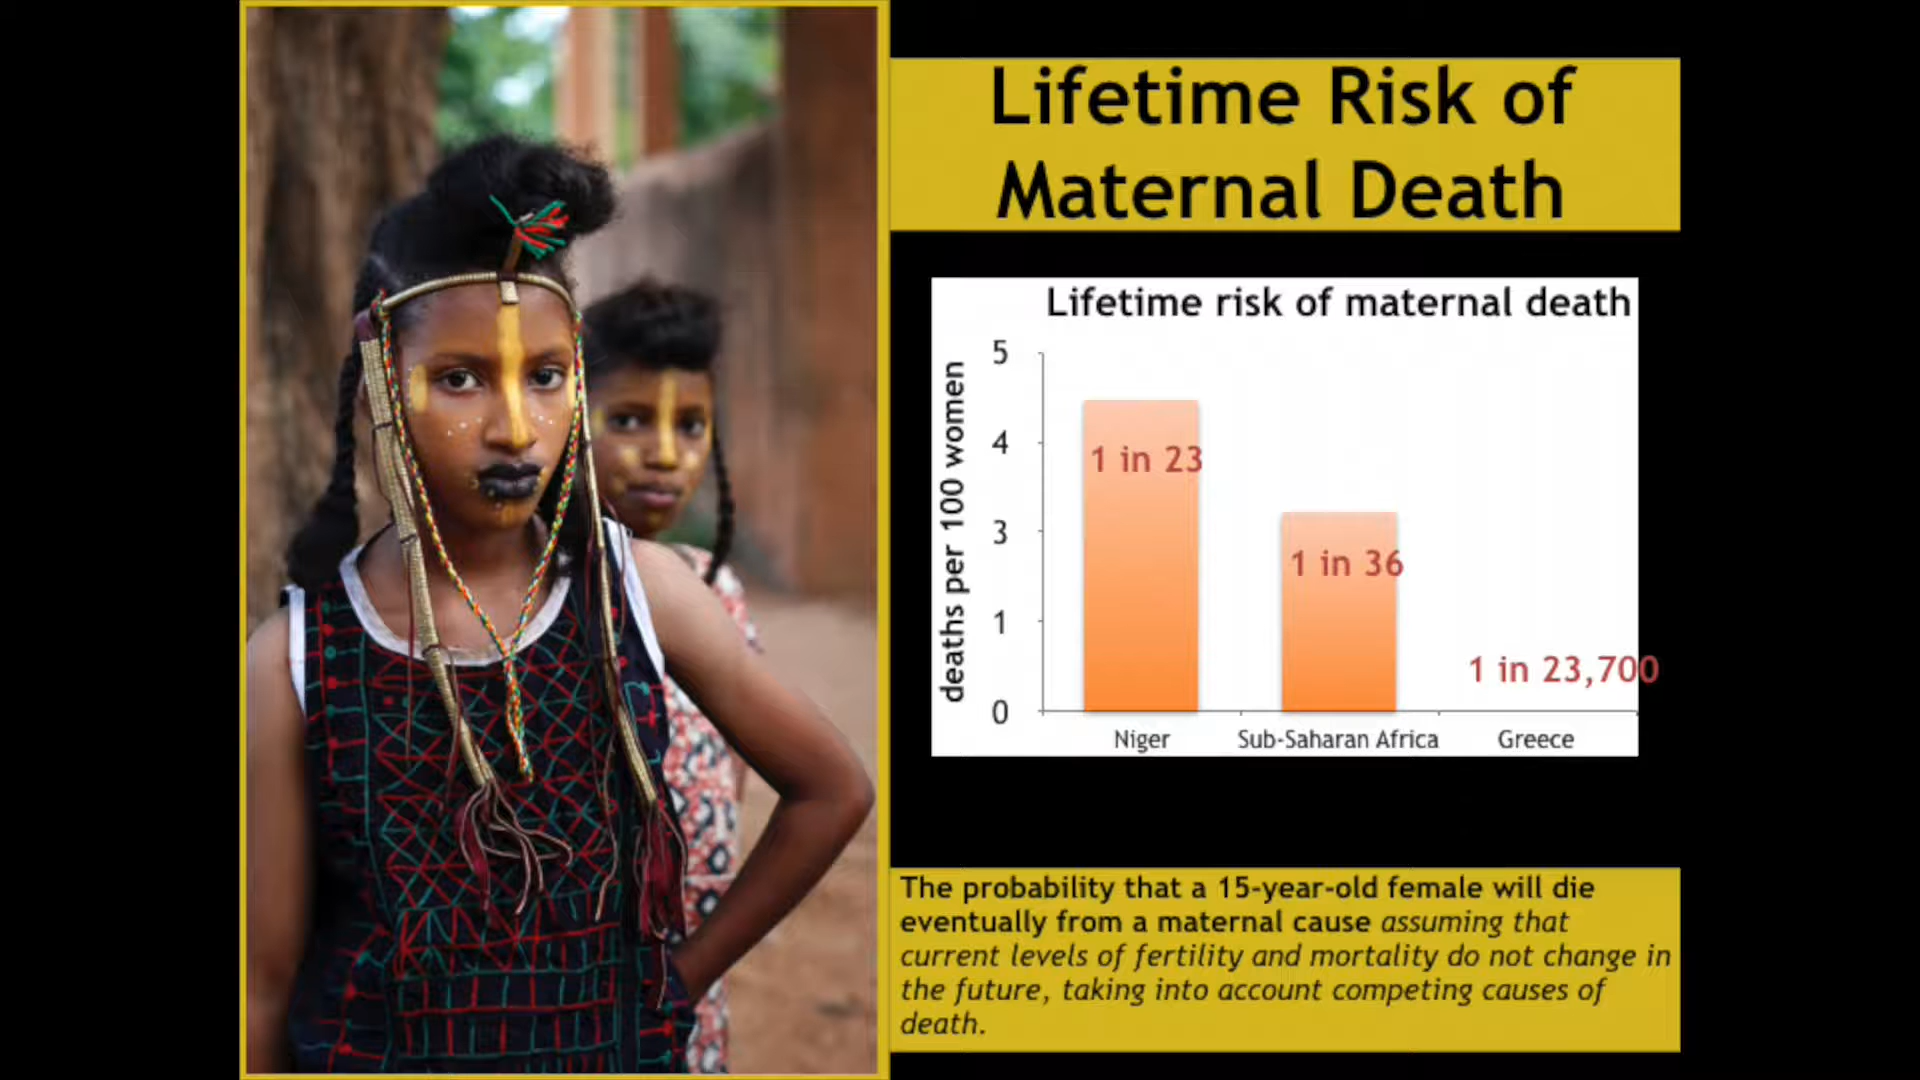 Lifetime Risk of
Maternal Death
Lifetime risk of maternal death
deaths per 100 women
5
4
3
1
0
1 in 23
1 in 36
1 in 23,700
Niger
Sub-Saharan Africa
Greece
The probability that a 15-year-old female will die
eventually from a maternal cause assuming that
current levels of fertility and mortality do not change in
the future, taking into account competing causes of
death.